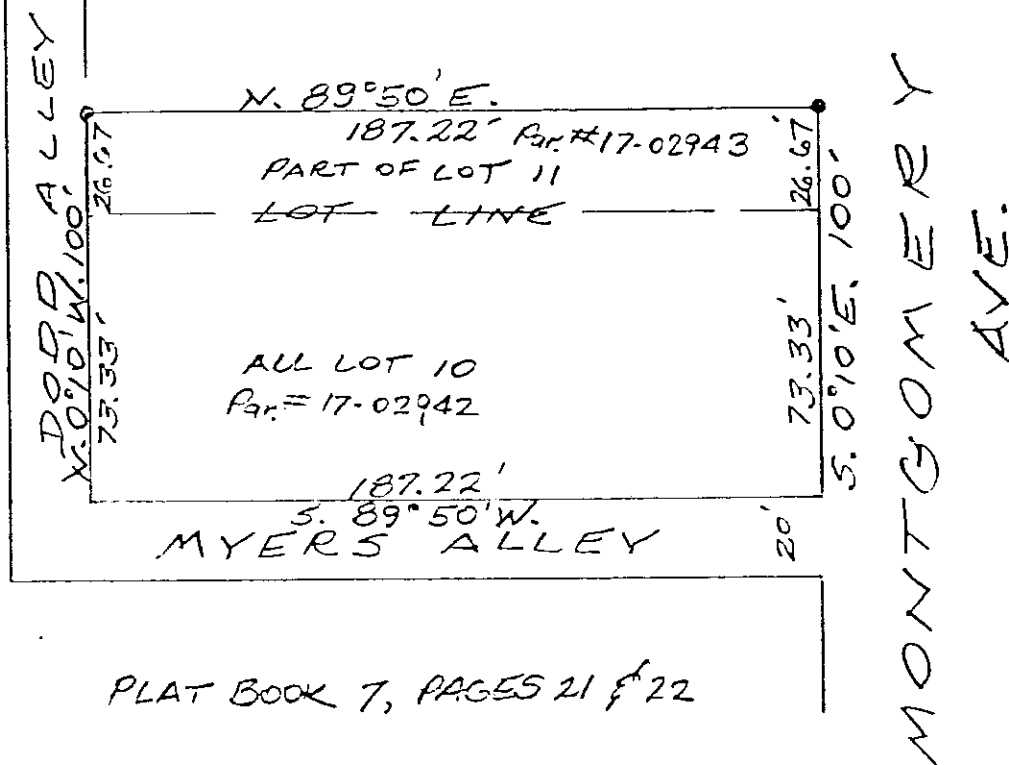 DODD ALLEY
N. 0°10' W. 100'
26.67
73.33'
N. 89°50' E.
187.22' Par.#17-02943
PART OF LOT 11
LOT LINE
26.67'
73.33'
S. 0°10' E. 100'
ALL LOT 10
Par.# 17-02942
187.22'
S. 89°50' W.
MYERS ALLEY
20'
MONTGOMERY
AVE.
PLAT BOOK 7, PAGES 21 & 22